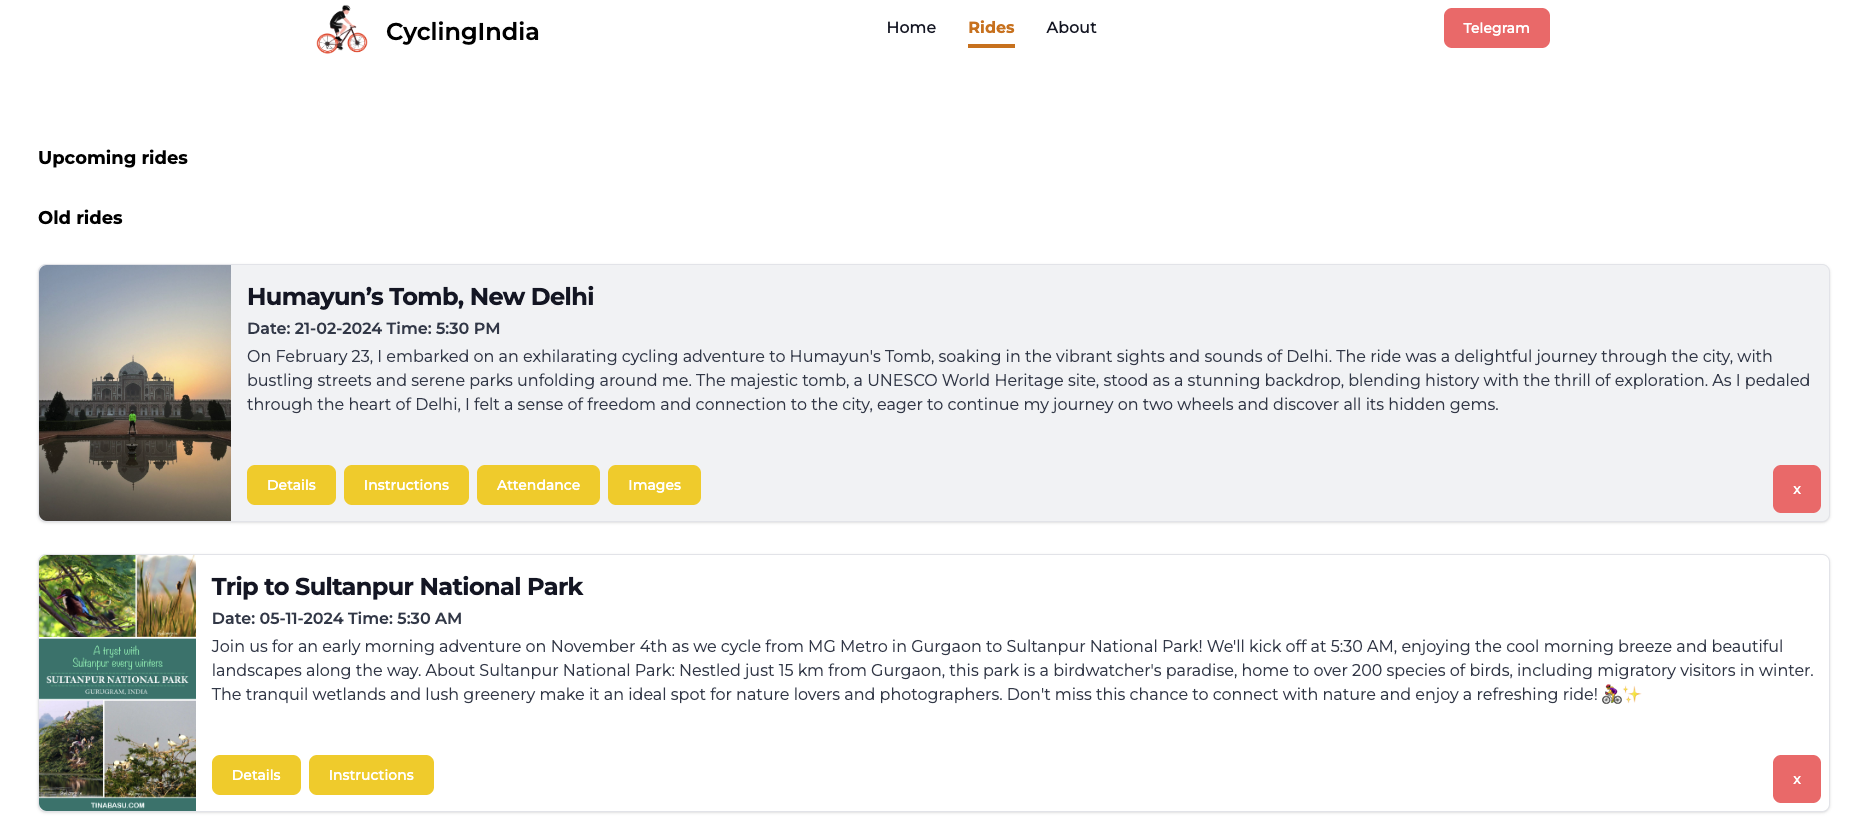 CyclingIndia
Home Rides About
Telegram
Upcoming rides
Old rides
Humayun’s Tomb, New Delhi
Date: 21-02-2024 Time: 5:30 PM
On February 23, I embarked on an exhilarating cycling adventure to Humayun's Tomb, soaking in the vibrant sights and sounds of Delhi. The ride was a delightful journey through the city, with
bustling streets and serene parks unfolding around me. The majestic tomb, a UNESCO World Heritage site, stood as a stunning backdrop, blending history with the thrill of exploration. As I pedaled
through the heart of Delhi, I felt a sense of freedom and connection to the city, eager to continue my journey on two wheels and discover all its hidden gems.
Details Instructions Attendance Images
x
A tryst with
Sultanpur every winters
SULTANPUR NATIONAL PARK
GURUGRAM, INDIA
TINABASU.COM
Trip to Sultanpur National Park
Date: 05-11-2024 Time: 5:30 AM
Join us for an early morning adventure on November 4th as we cycle from MG Metro in Gurgaon to Sultanpur National Park! We'll kick off at 5:30 AM, enjoying the cool morning breeze and beautiful
landscapes along the way. About Sultanpur National Park: Nestled just 15 km from Gurgaon, this park is a birdwatcher's paradise, home to over 200 species of birds, including migratory visitors in winter.
The tranquil wetlands and lush greenery make it an ideal spot for nature lovers and photographers. Don't miss this chance to connect with nature and enjoy a refreshing ride! 🚴‍♀️✨
Details Instructions
x